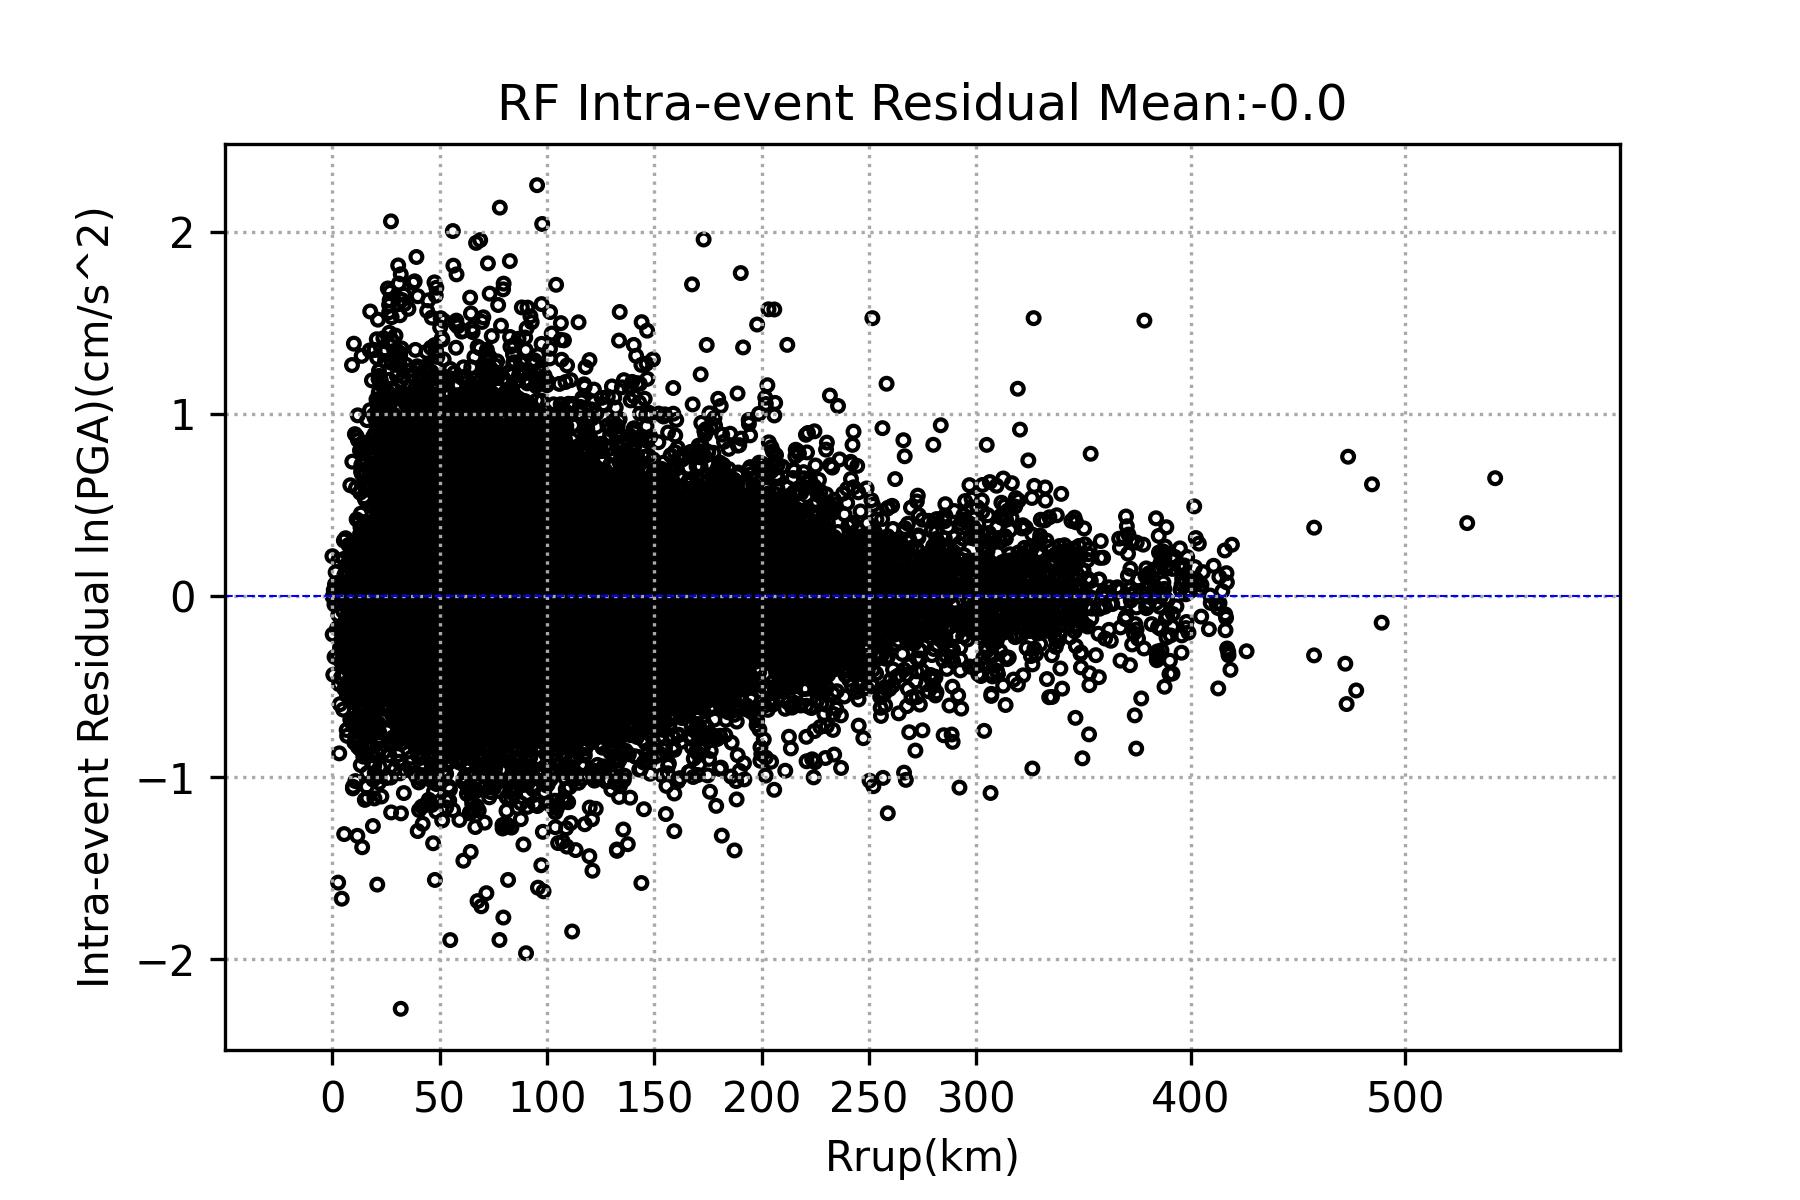 RF Intra-event Residual Mean:-0.0
Intra-event Residual ln(PGA)(cm/s^2)
2
1
0
−1
−2
0 50 100 150 200 250 300 400 500
Rrup(km)